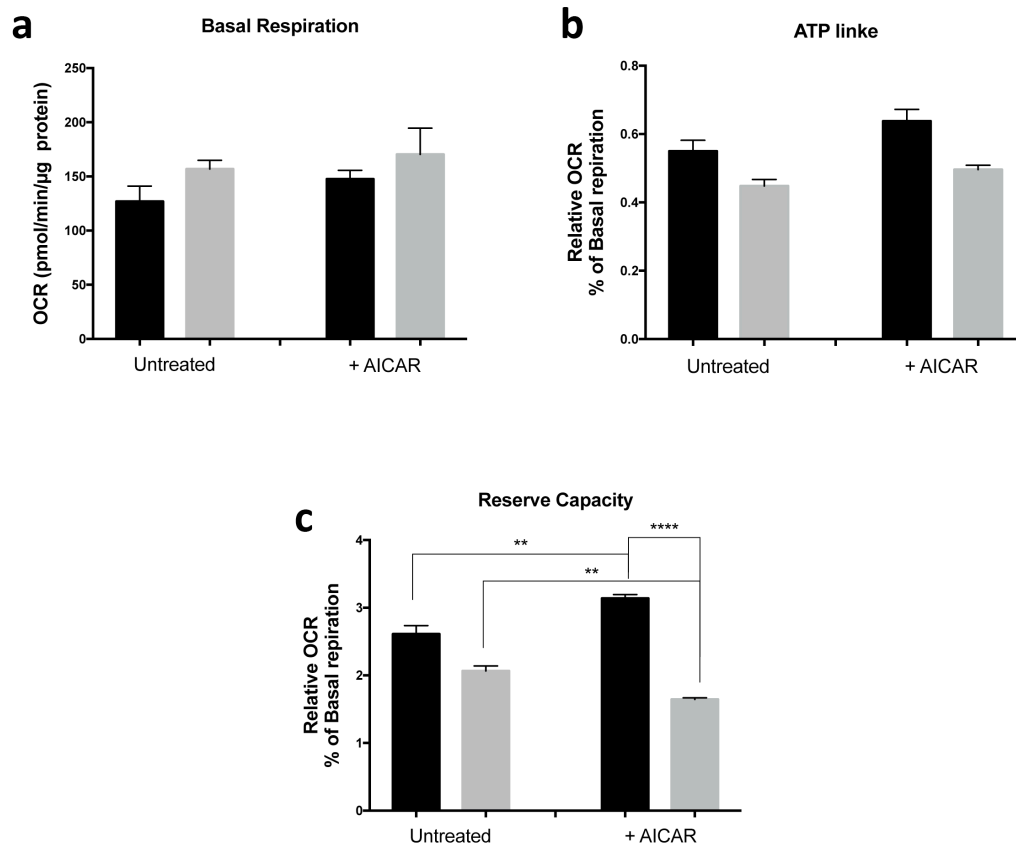 a
Basal Respiration
OCR (pmol/min/µg protein)
250
200
150
100
50
0
Untreated
+ AICAR
b
ATP linke
Relative OCR
% of Basal repiration
0.8
0.6
0.4
0.2
0.0
Untreated
+ AICAR
c
Reserve Capacity
Relative OCR
% of Basal repiration
4
3
2
1
0
**
**
****
Untreated
+ AICAR